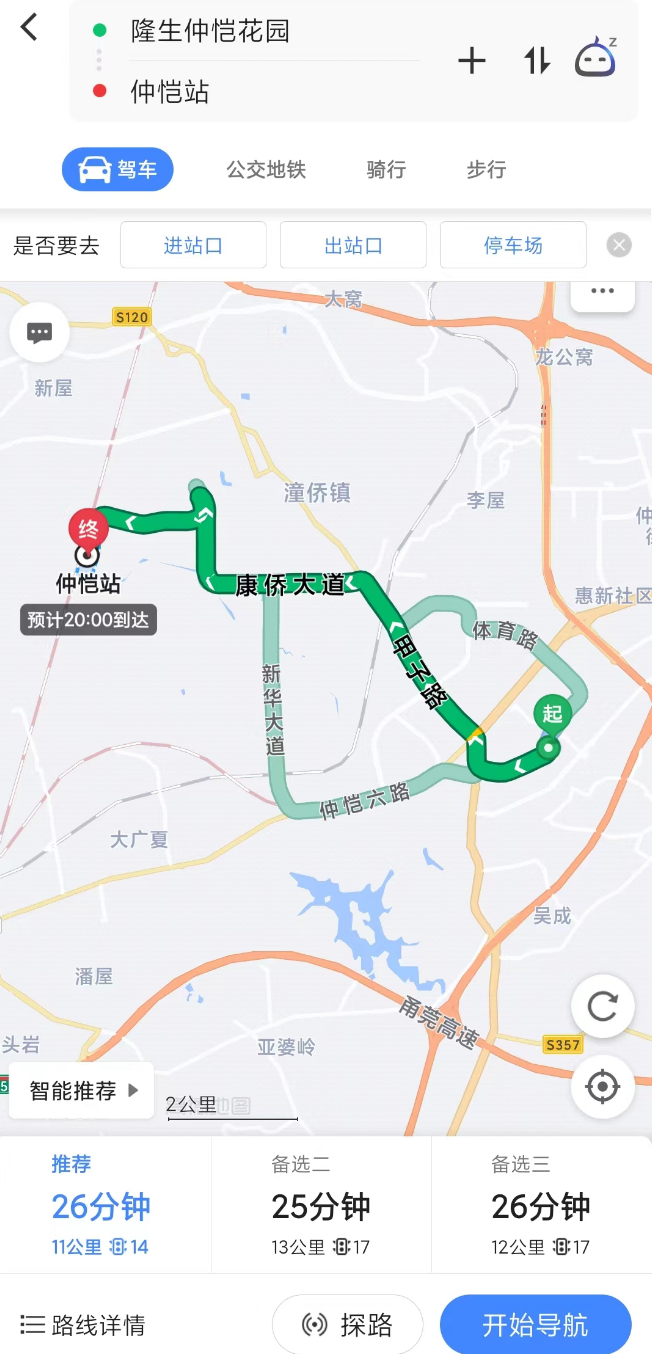 隆生仲恺花园
仲恺站
驾车
公交地铁
骑行
步行
是否要去
进站口
出站口
停车场
S120
大窝
龙公窝
新屋
潼侨镇
李屋
终
仲恺站
预计20:00到达
康侨大道
惠新社区
体育路
甲子路
新华大道
起
仲恺六路
大广夏
吴成
潘屋
甬莞高速
头岩
亚婆岭
S357
智能推荐
2公里
推荐
备选二
备选三
26分钟
25分钟
26分钟
11公里 14
13公里 17
12公里 17
路线详情
探路
开始导航